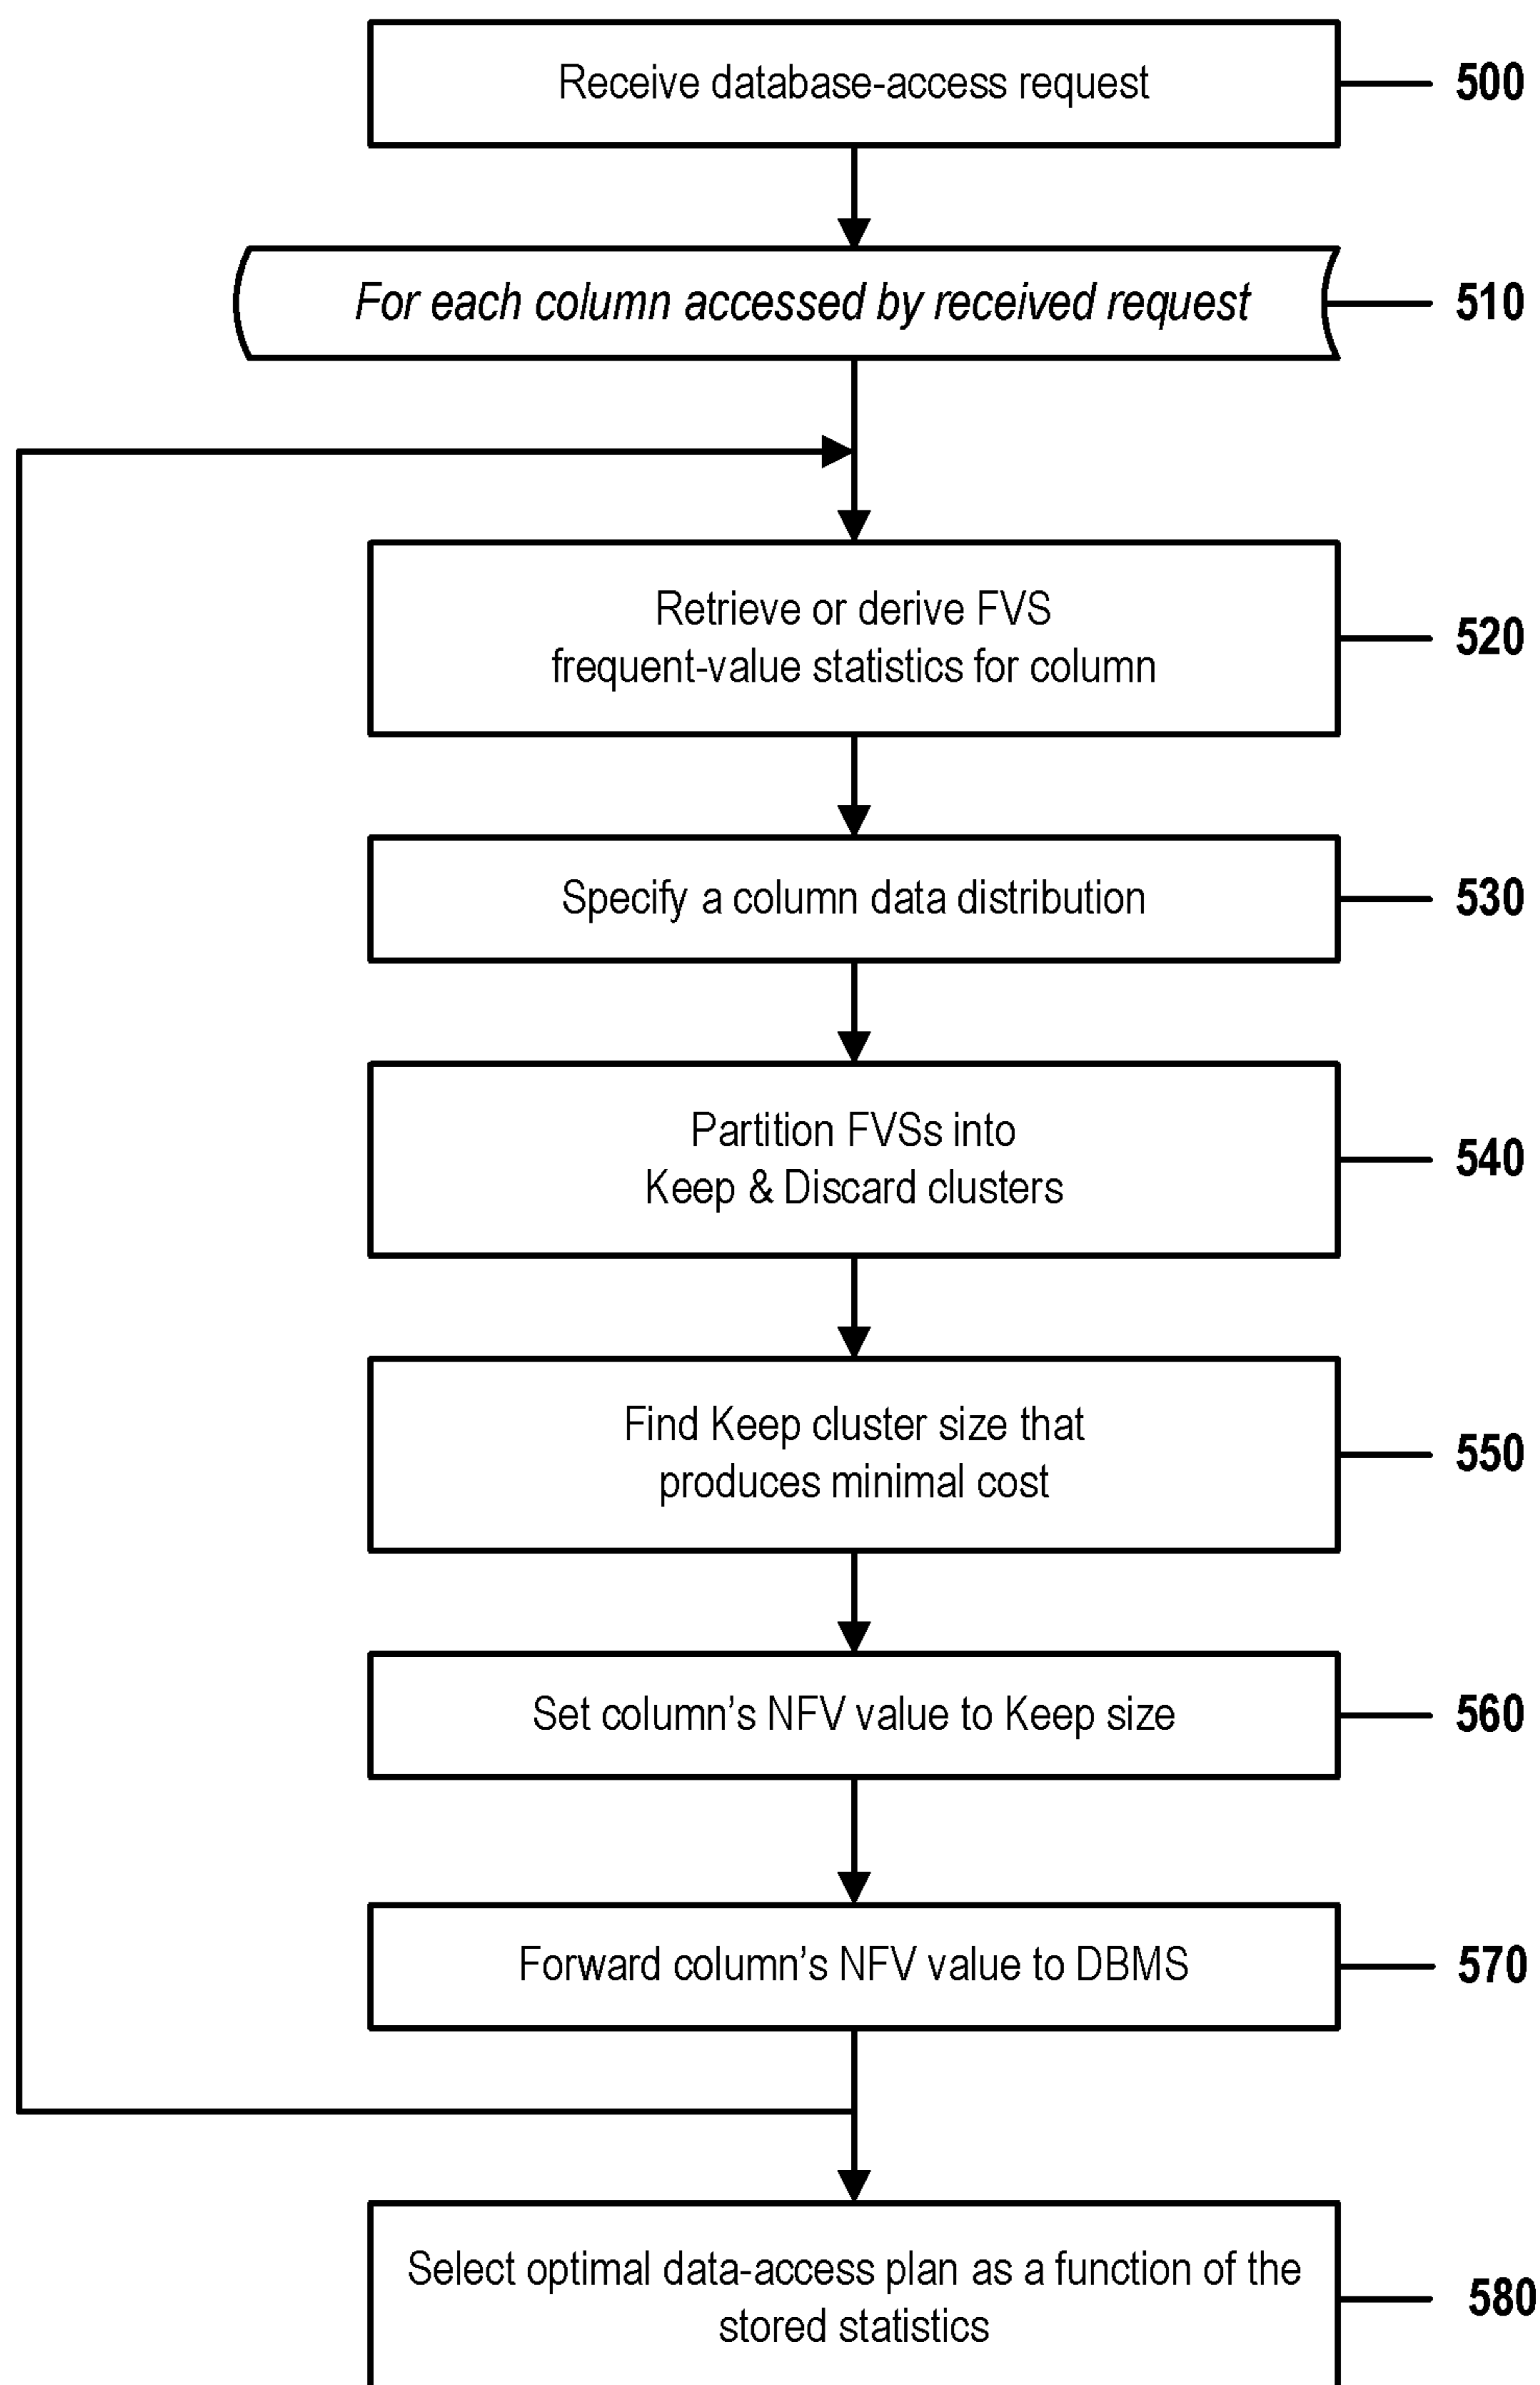 Receive database-access request
500
For each column accessed by received request
510
Retrieve or derive FVS
frequent-value statistics for column
520
Specify a column data distribution
530
Partition FVSs into
Keep & Discard clusters
540
Find Keep cluster size that
produces minimal cost
550
Set column's NFV value to Keep size
560
Forward column's NFV value to DBMS
570
Select optimal data-access plan as a function of the
stored statistics
580